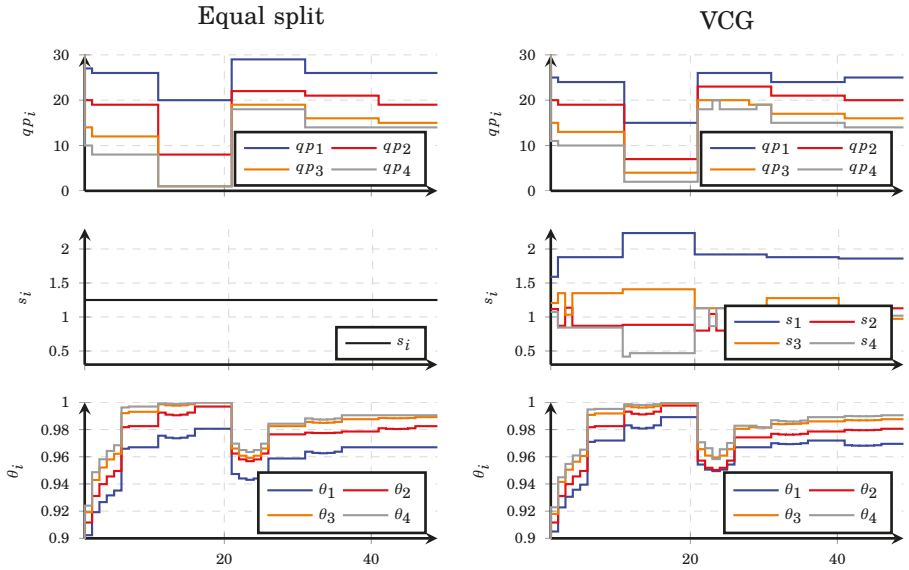 Equal split
VCG
30
20
10
0
qp_i
qp_1 qp_2
qp_3 qp_4
30
20
10
0
qp_i
qp_1 qp_2
qp_3 qp_4
2
1.5
1
0.5
s_i
s_i
2
1.5
1
0.5
s_i
s_1 s_2
s_3 s_4
1
0.98
0.96
0.94
0.92
0.9
θ_i
θ_1 θ_2
θ_3 θ_4
20 40
1
0.98
0.96
0.94
0.92
0.9
θ_i
θ_1 θ_2
θ_3 θ_4
20 40